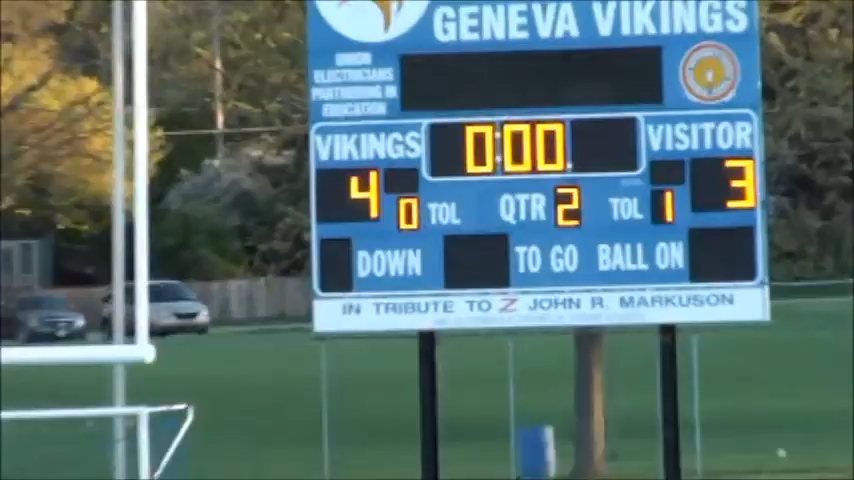 GENEVA VIKINGS
UNION
ELECTRICIANS
PARTNERING IN
EDUCATION
VIKINGS 0:00 VISITOR
4 0 TOL QTR 2 TOL 1 3
DOWN TO GO BALL ON
IN TRIBUTE TO JOHN R. MARKUSON